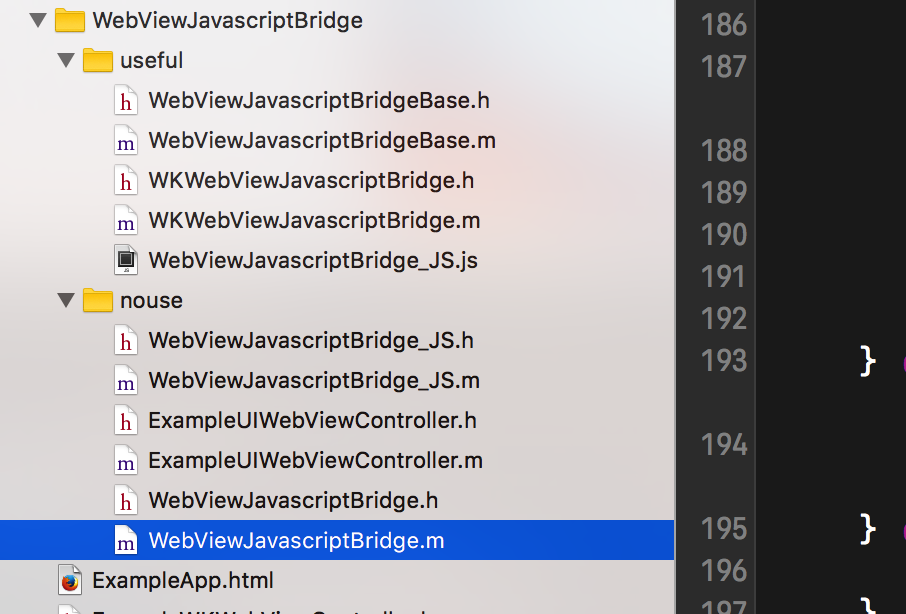 WebViewJavascriptBridge
useful
h WebViewJavascriptBridgeBase.h
m WebViewJavascriptBridgeBase.m
h WKWebViewJavascriptBridge.h
m WKWebViewJavascriptBridge.m
WebViewJavascriptBridge_JS.js
nouse
h WebViewJavascriptBridge_JS.h
m WebViewJavascriptBridge_JS.m
h ExampleUIWebViewController.h
m ExampleUIWebViewController.m
h WebViewJavascriptBridge.h
m WebViewJavascriptBridge.m
ExampleApp.html
186
187
188
189
190
191
192
193 }
194
195 }
196
197 }